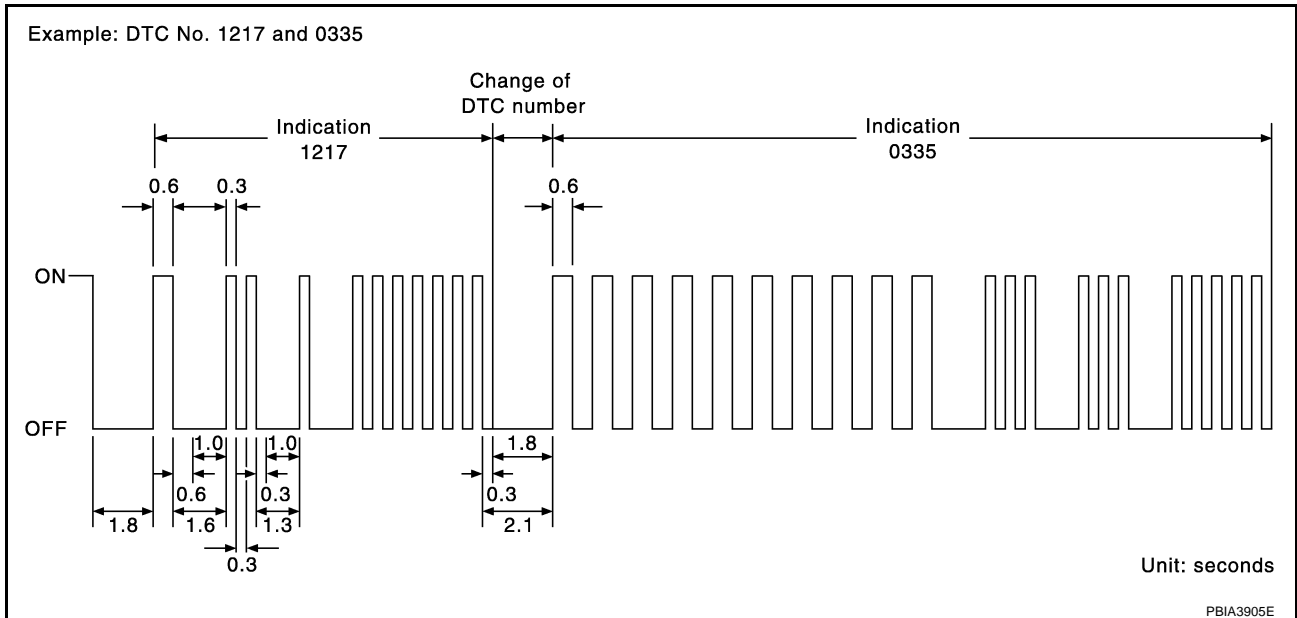 Example: DTC No. 1217 and 0335
Change of
DTC number
Indication
1217
Indication
0335
0.6
0.3
0.6
ON
OFF
1.0
1.0
1.8
0.6
0.3
0.3
1.8
1.6
1.3
2.1
0.3
Unit: seconds
PBIA3905E